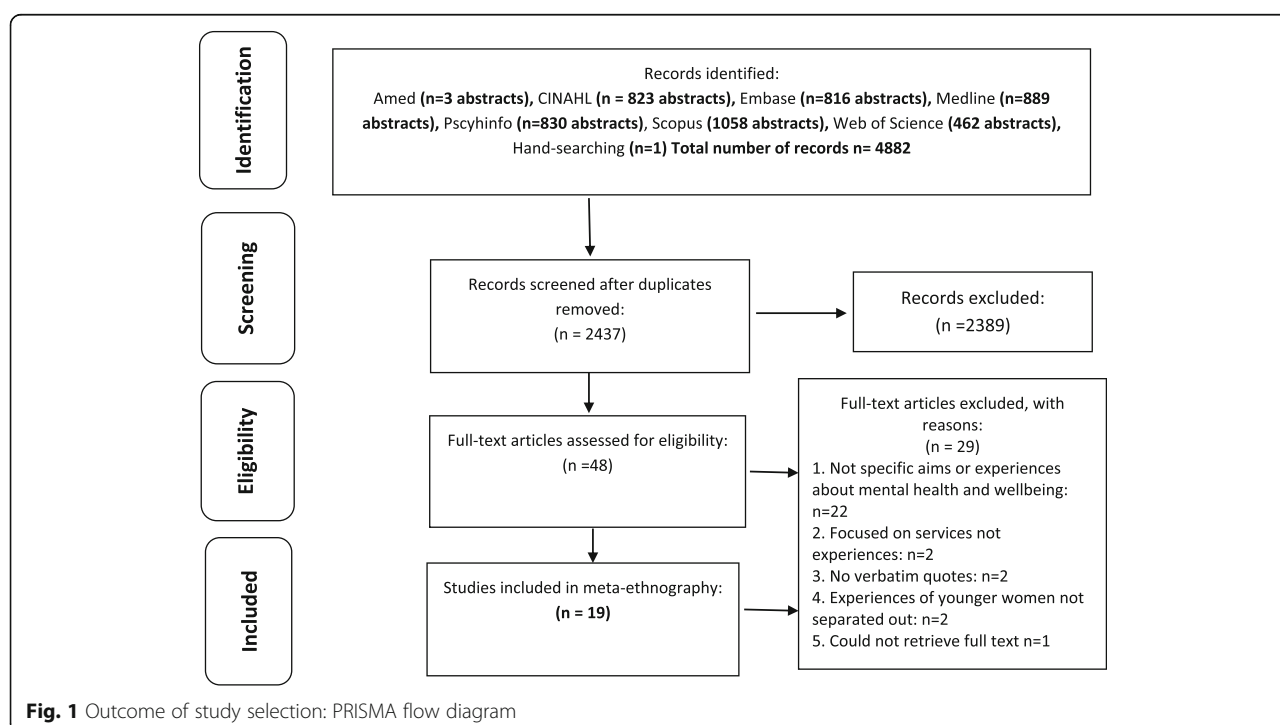 Identification
Records identified:
Amed (n=3 abstracts), CINAHL (n = 823 abstracts), Embase (n=816 abstracts), Medline (n=889
abstracts), Pscyhinfo (n=830 abstracts), Scopus (1058 abstracts), Web of Science (462 abstracts),
Hand-searching (n=1) Total number of records n= 4882
Screening
Records screened after duplicates
removed:
(n = 2437)
Records excluded:
(n =2389)
Eligibility
Full-text articles assessed for eligibility:
(n =48)
Full-text articles excluded, with
reasons:
(n = 29)
1. Not specific aims or experiences
about mental health and wellbeing:
n=22
2. Focused on services not
experiences: n=2
3. No verbatim quotes: n=2
4. Experiences of younger women not
separated out: n=2
5. Could not retrieve full text n=1
Included
Studies included in meta-ethnography:
(n = 19)
Fig. 1 Outcome of study selection: PRISMA flow diagram